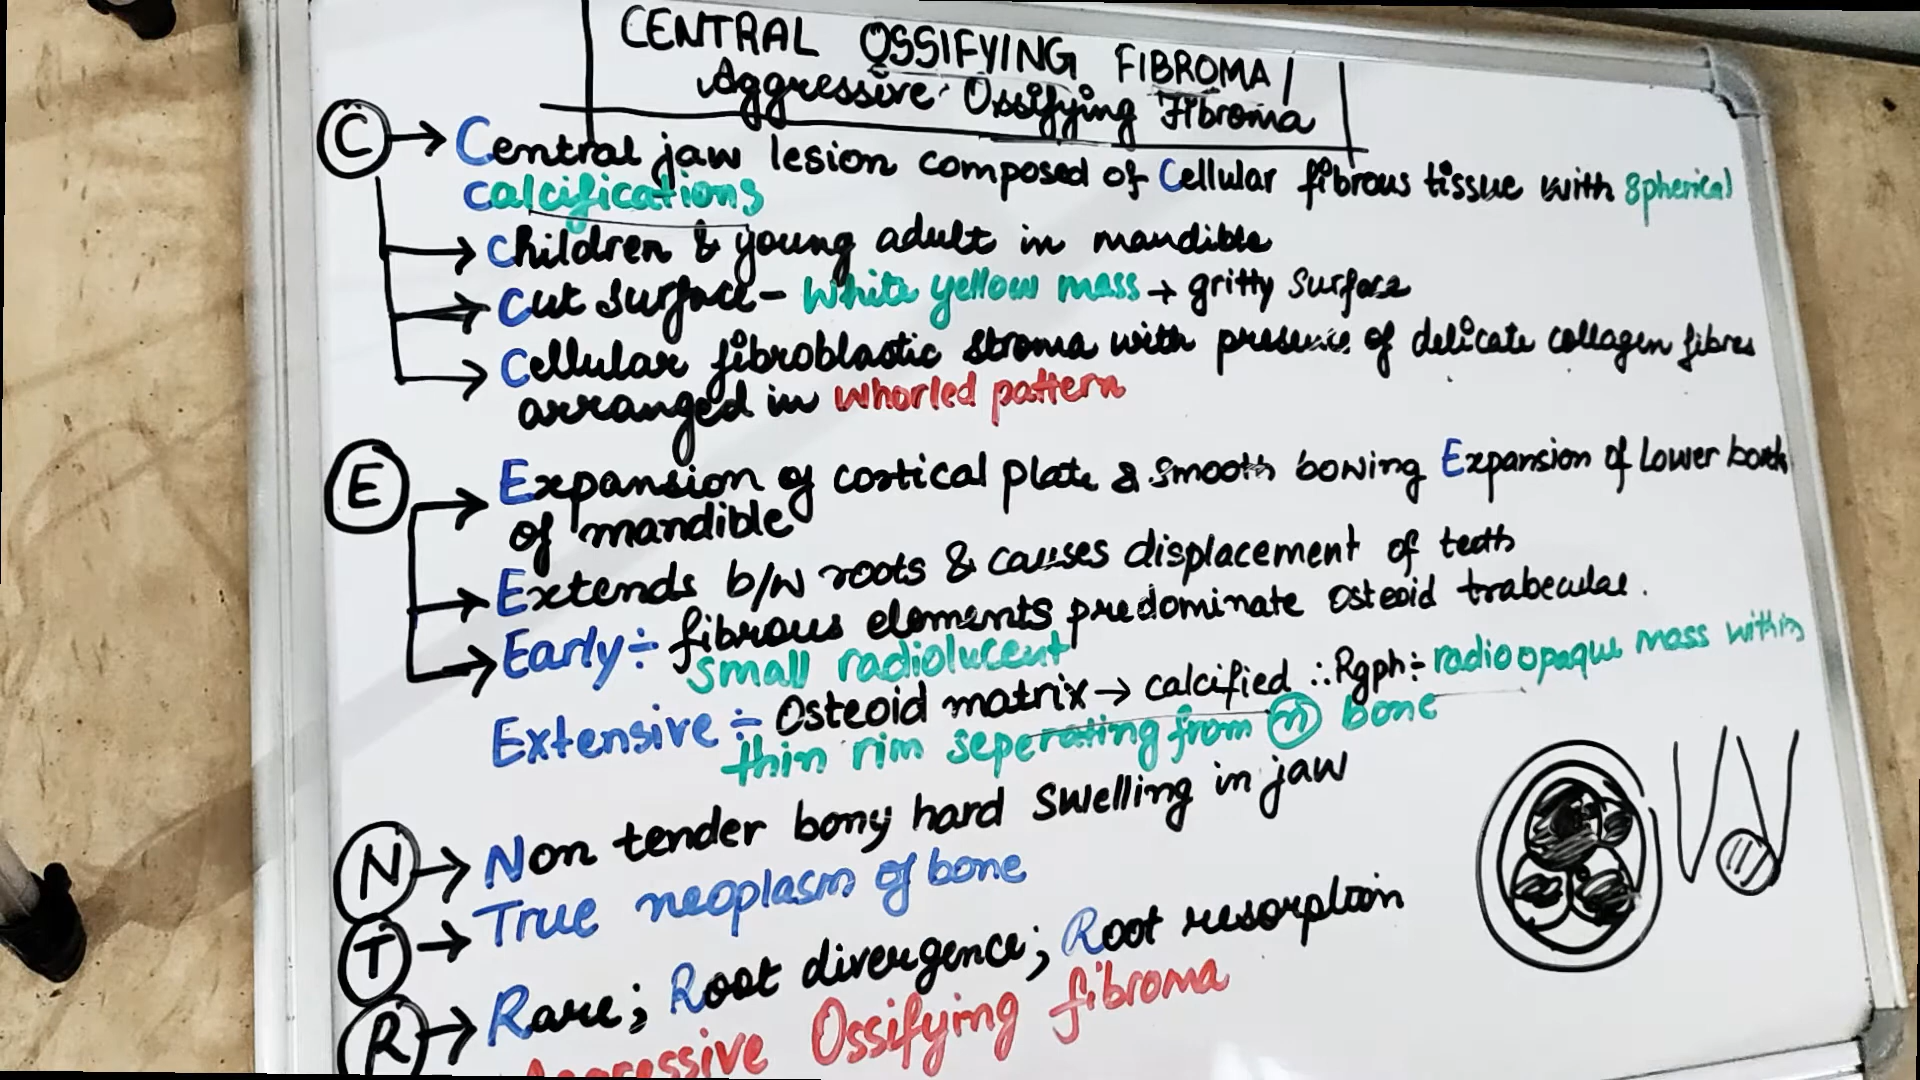 CENTRAL OSSIFYING FIBROMA/
Aggressive Ossifying Fibroma
C → Central jaw lesion composed of Cellular fibrous tissue with Spherical
Calcifications
→ Children & young adult in mandible
→ Cut surface - White yellow mass → gritty surface
→ Cellular fibroblastic stroma with presence of delicate collagen fibres
arranged in whorled pattern
E → Expansion of cortical plate & smooth bowing Expansion of Lower
of mandible
→ Extends b/w roots & causes displacement of teeth
→ Early ÷ fibrous elements predominate osteoid trabeculae.
small radiolucent
Extensive ÷ Osteoid matrix → calcified ∴ Rgph ÷ radioopaque mass within
thin rim seperating from n bone
N → Non tender bony hard swelling in jaw
T → True neoplasm of bone
R → Rare; Root divergence; Root resorption
Aggressive Ossifying fibroma